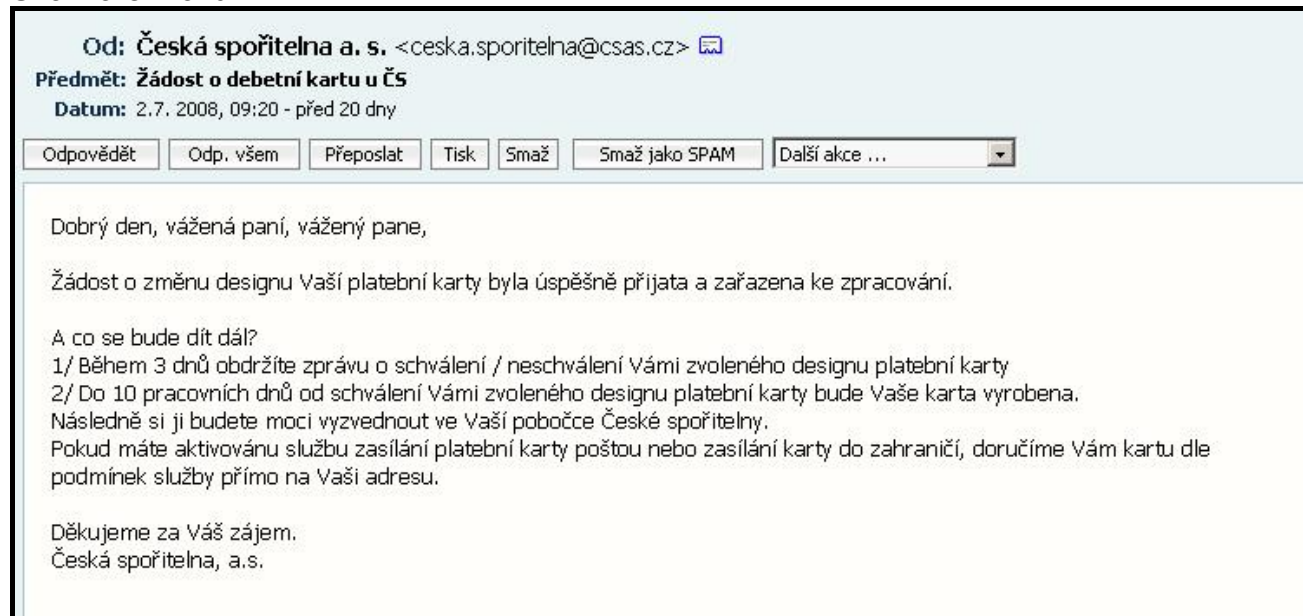 Od: Česká spořitelna a. s. <ceska.sporitelna@csas.cz>
Předmět: Žádost o debetní kartu u ČS
Datum: 2.7. 2008, 09:20 - před 20 dny
Odpovědět Odp. všem Přeposlat Tisk Smaž Smaž jako SPAM Další akce ...
Dobrý den, vážená paní, vážený pane,
Žádost o změnu designu Vaší platební karty byla úspěšně přijata a zařazena ke zpracování.
A co se bude dít dál?
1/ Během 3 dnů obdržíte zprávu o schválení / neschválení Vámi zvoleného designu platební karty
2/ Do 10 pracovních dnů od schválení Vámi zvoleného designu platební karty bude Vaše karta vyrobena.
Následně si ji budete moci vyzvednout ve Vaší pobočce České spořitelny.
Pokud máte aktivovánu službu zasílání platební karty poštou nebo zasílání karty do zahraničí, doručíme Vám kartu dle
podmínek služby přímo na Vaši adresu.
Děkujeme za Váš zájem.
Česká spořitelna, a.s.